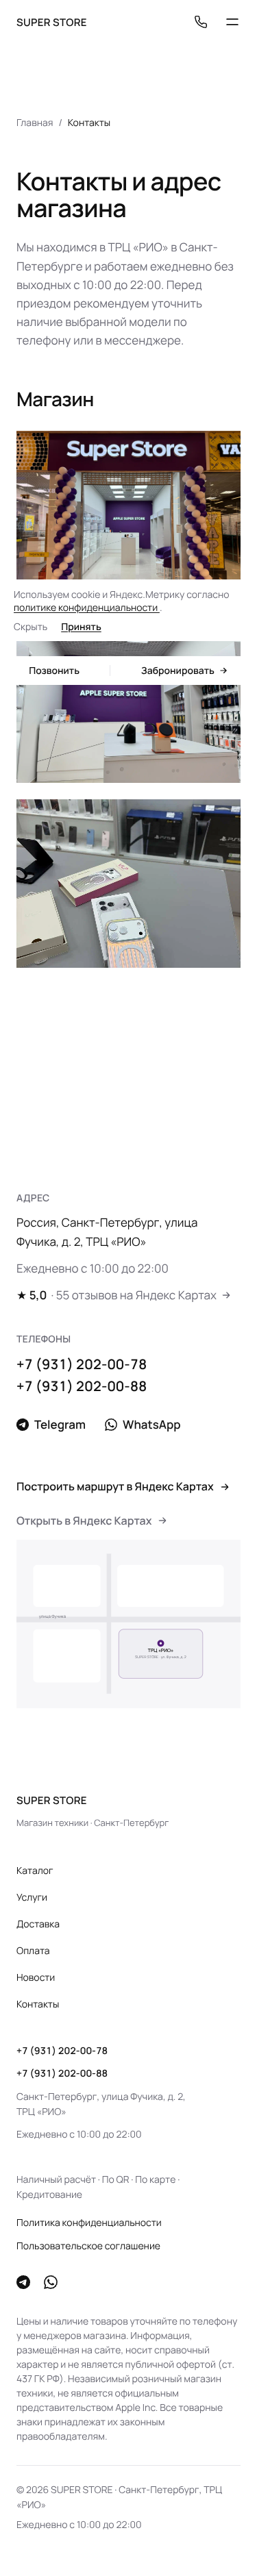 SUPER STORE
Главная / Контакты
Контакты и адрес
магазина
Мы находимся в ТРЦ «РИО» в Санкт-
Петербурге и работаем ежедневно без
выходных с 10:00 до 22:00. Перед
приездом рекомендуем уточнить
наличие выбранной модели по
телефону или в мессенджере.
Магазин
Super Store
SUPER STORE
Используем cookie и Яндекс.Метрику согласно
политике конфиденциальности .
Скрыть Принять
Позвонить Забронировать →
APPLE SUPER STORE
АДРЕС
Россия, Санкт-Петербург, улица
Фучика, д. 2, ТРЦ «РИО»
Ежедневно с 10:00 до 22:00
★ 5,0 · 55 отзывов на Яндекс Картах →
ТЕЛЕФОНЫ
+7 (931) 202-00-78
+7 (931) 202-00-88
Telegram WhatsApp
Построить маршрут в Яндекс Картах →
Открыть в Яндекс Картах →
улица Фучика
ТРЦ «РИО»
SUPER STORE · ул. Фучика, д. 2
SUPER STORE
Магазин техники · Санкт-Петербург
Каталог
Услуги
Доставка
Оплата
Новости
Контакты
+7 (931) 202-00-78
+7 (931) 202-00-88
Санкт-Петербург, улица Фучика, д. 2,
ТРЦ «РИО»
Ежедневно с 10:00 до 22:00
Наличный расчёт · По QR · По карте ·
Кредитование
Политика конфиденциальности
Пользовательское соглашение
Цены и наличие товаров уточняйте по телефону
у менеджеров магазина. Информация,
размещённая на сайте, носит справочный
характер и не является публичной офертой (ст.
437 ГК РФ). Независимый розничный магазин
техники, не является официальным
представительством Apple Inc. Все товарные
знаки принадлежат их законным
правообладателям.
© 2026 SUPER STORE · Санкт-Петербург, ТРЦ
«РИО»
Ежедневно с 10:00 до 22:00